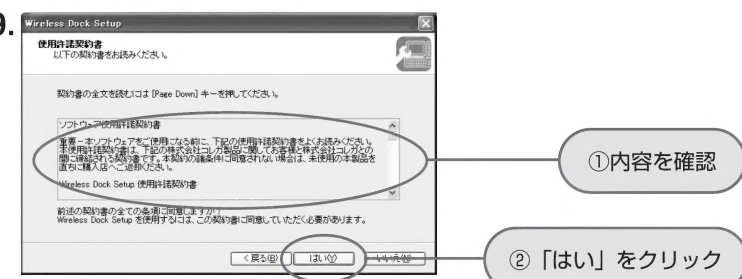 9.
Wireless Dock Setup
使用許諾契約書
以下の契約書をお読みください。
契約書の全文を読むには [Page Down] キーを押してください。
ソフトウェア使用許諾契約書
重要－本ソフトウェアをご使用になる前に、下記の使用許諾契約書をよくお読みください。
本使用許諾契約書は、下記の株式会社コレガ製品に関してお客様と株式会社コレガとの
間に締結される契約書です。本契約の諸条件に同意されない場合は、未使用の本製品を
直ちに購入店へご返却ください。
Wireless Dock Setup 使用許諾契約書
前述の契約書の全ての条項に同意しますか?
Wireless Dock Setup を使用するには、この契約書に同意していただく必要があります。
①内容を確認
< 戻る(B)
はい(Y)
いいえ(N)
②「はい」をクリック